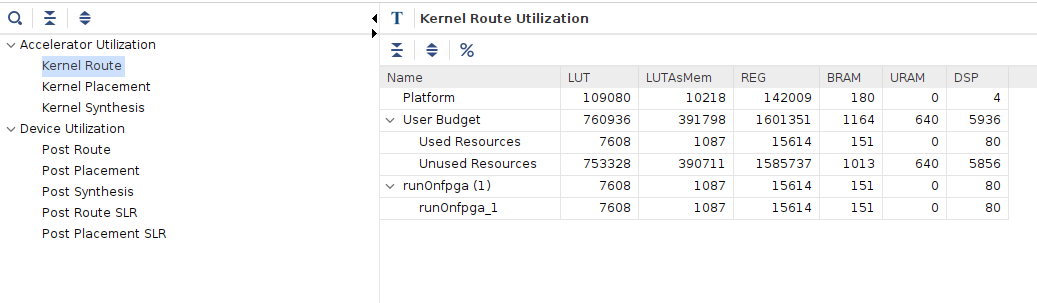 Accelerator Utilization
Kernel Route
Kernel Placement
Kernel Synthesis
Device Utilization
Post Route
Post Placement
Post Synthesis
Post Route SLR
Post Placement SLR
T Kernel Route Utilization
%
Name LUT LUTAsMem REG BRAM URAM DSP
Platform 109080 10218 142009 180 0 4
User Budget 760936 391798 1601351 1164 640 5936
Used Resources 7608 1087 15614 151 0 80
Unused Resources 753328 390711 1585737 1013 640 5856
runOnfpga (1) 7608 1087 15614 151 0 80
runOnfpga_1 7608 1087 15614 151 0 80